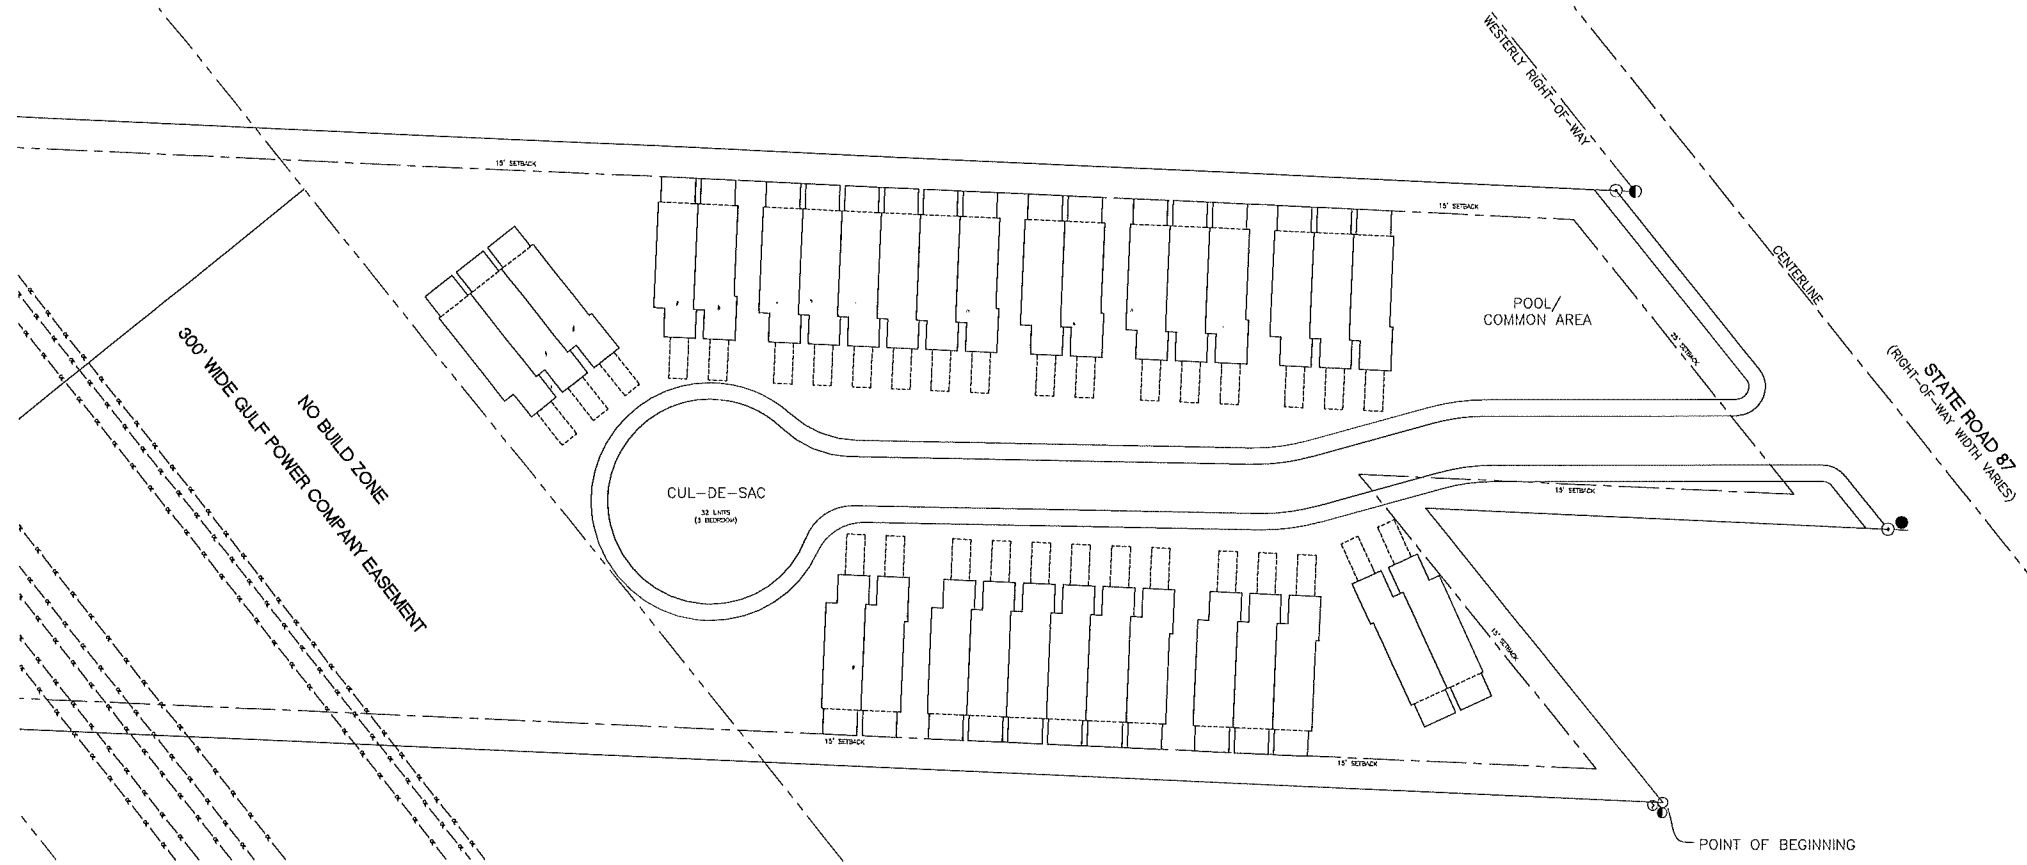 WESTERLY RIGHT-OF-WAY
15' SETBACK
15' SETBACK
CENTERLINE
POOL/
COMMON AREA
25' SETBACK
STATE ROAD 87
(RIGHT-OF-WAY WIDTH VARIES)
NO BUILD ZONE
300' WIDE GULF POWER COMPANY EASEMENT
CUL-DE-SAC
32 UNITS
(3 BEDROOM)
15' SETBACK
15' SETBACK
15' SETBACK
15' SETBACK
POINT OF BEGINNING